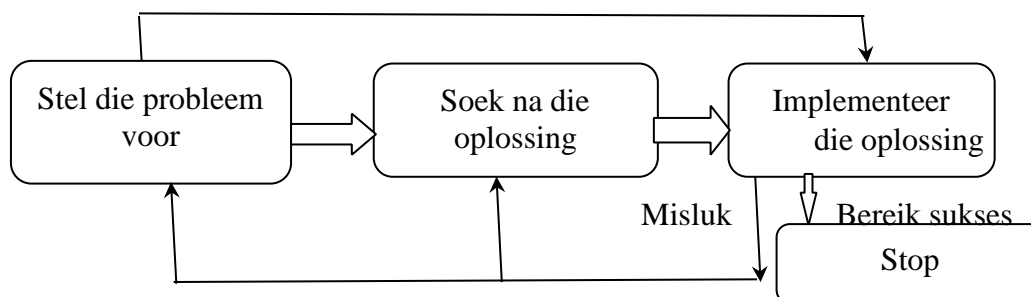 Stel die probleem
voor
Soek na die
oplossing
Implementeer
die oplossing
Misluk
Bereik sukses
Stop